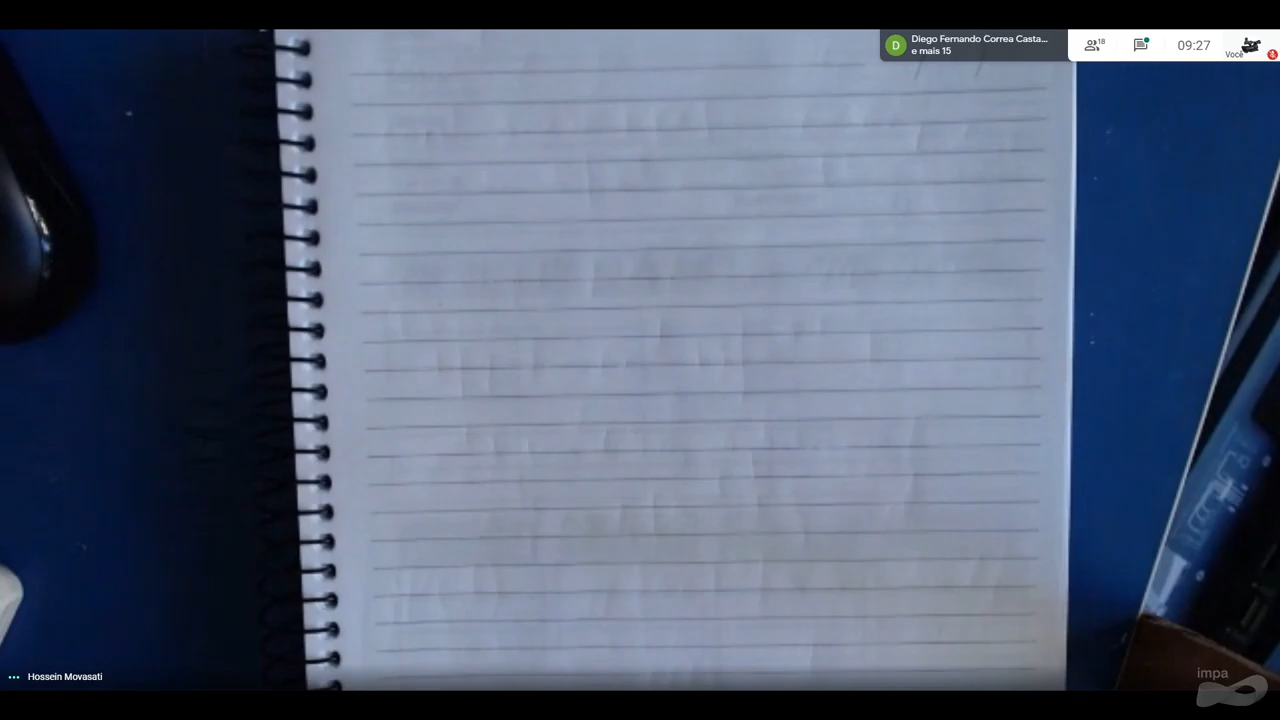 Diego Fernando Correa Casta...
e mais 15
D
18
09:27
Você
Hossein Movasati
impa